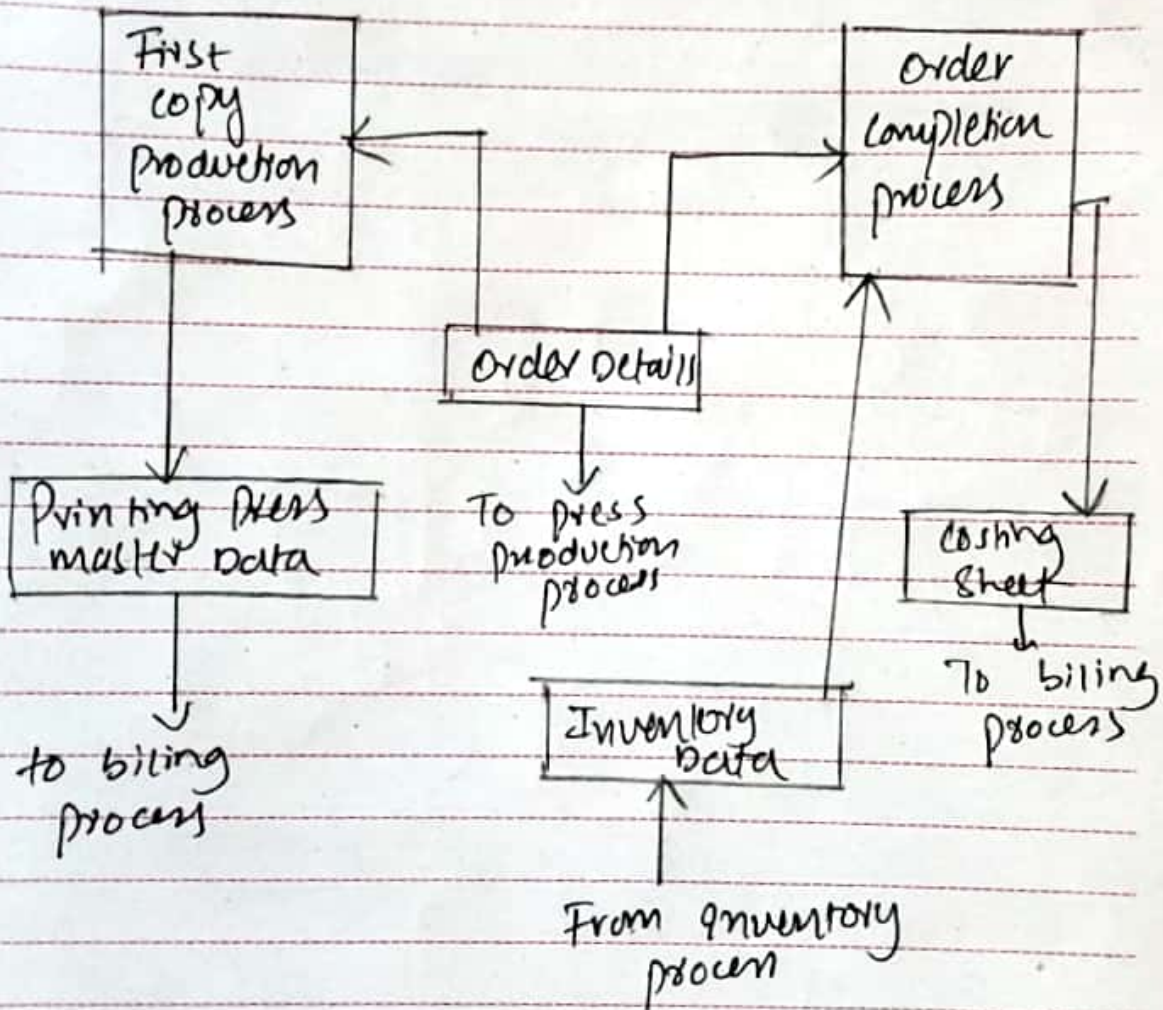 First
copy
production
process
Order
completion
process
Order Details
Printing Press
master Data
To press
production
process
costing
Sheet
to biling
process
Inventory
Data
To biling
process
From inventory
process